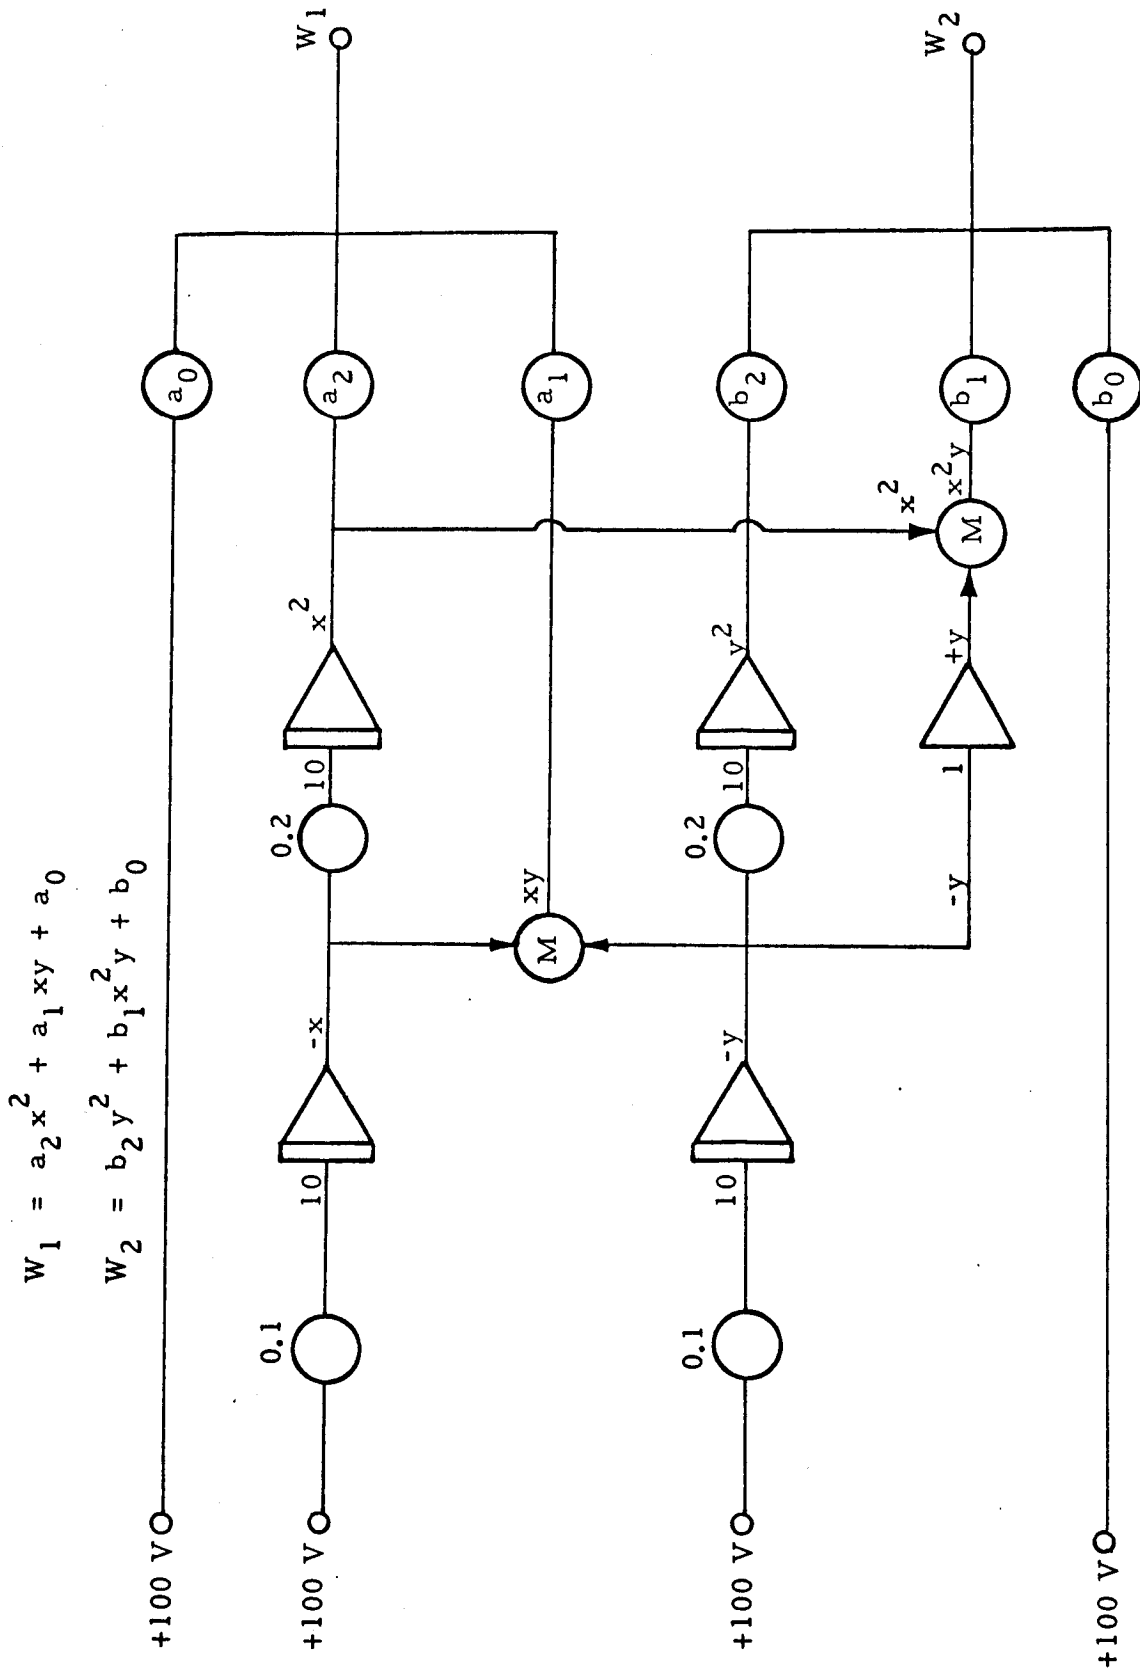 W₁ = a₂x² + a₁xy + a₀
W₂ = b₂y² + b₁x²y + b₀
+100 V
a₀
+100 V
0.1
10
-x
0.2
10
x²
a₂
W₁
M
xy
a₁
+100 V
0.1
10
-y
0.2
10
y²
b₂
-y
1
+y
x²
M
x²y
b₁
W₂
+100 V
b₀